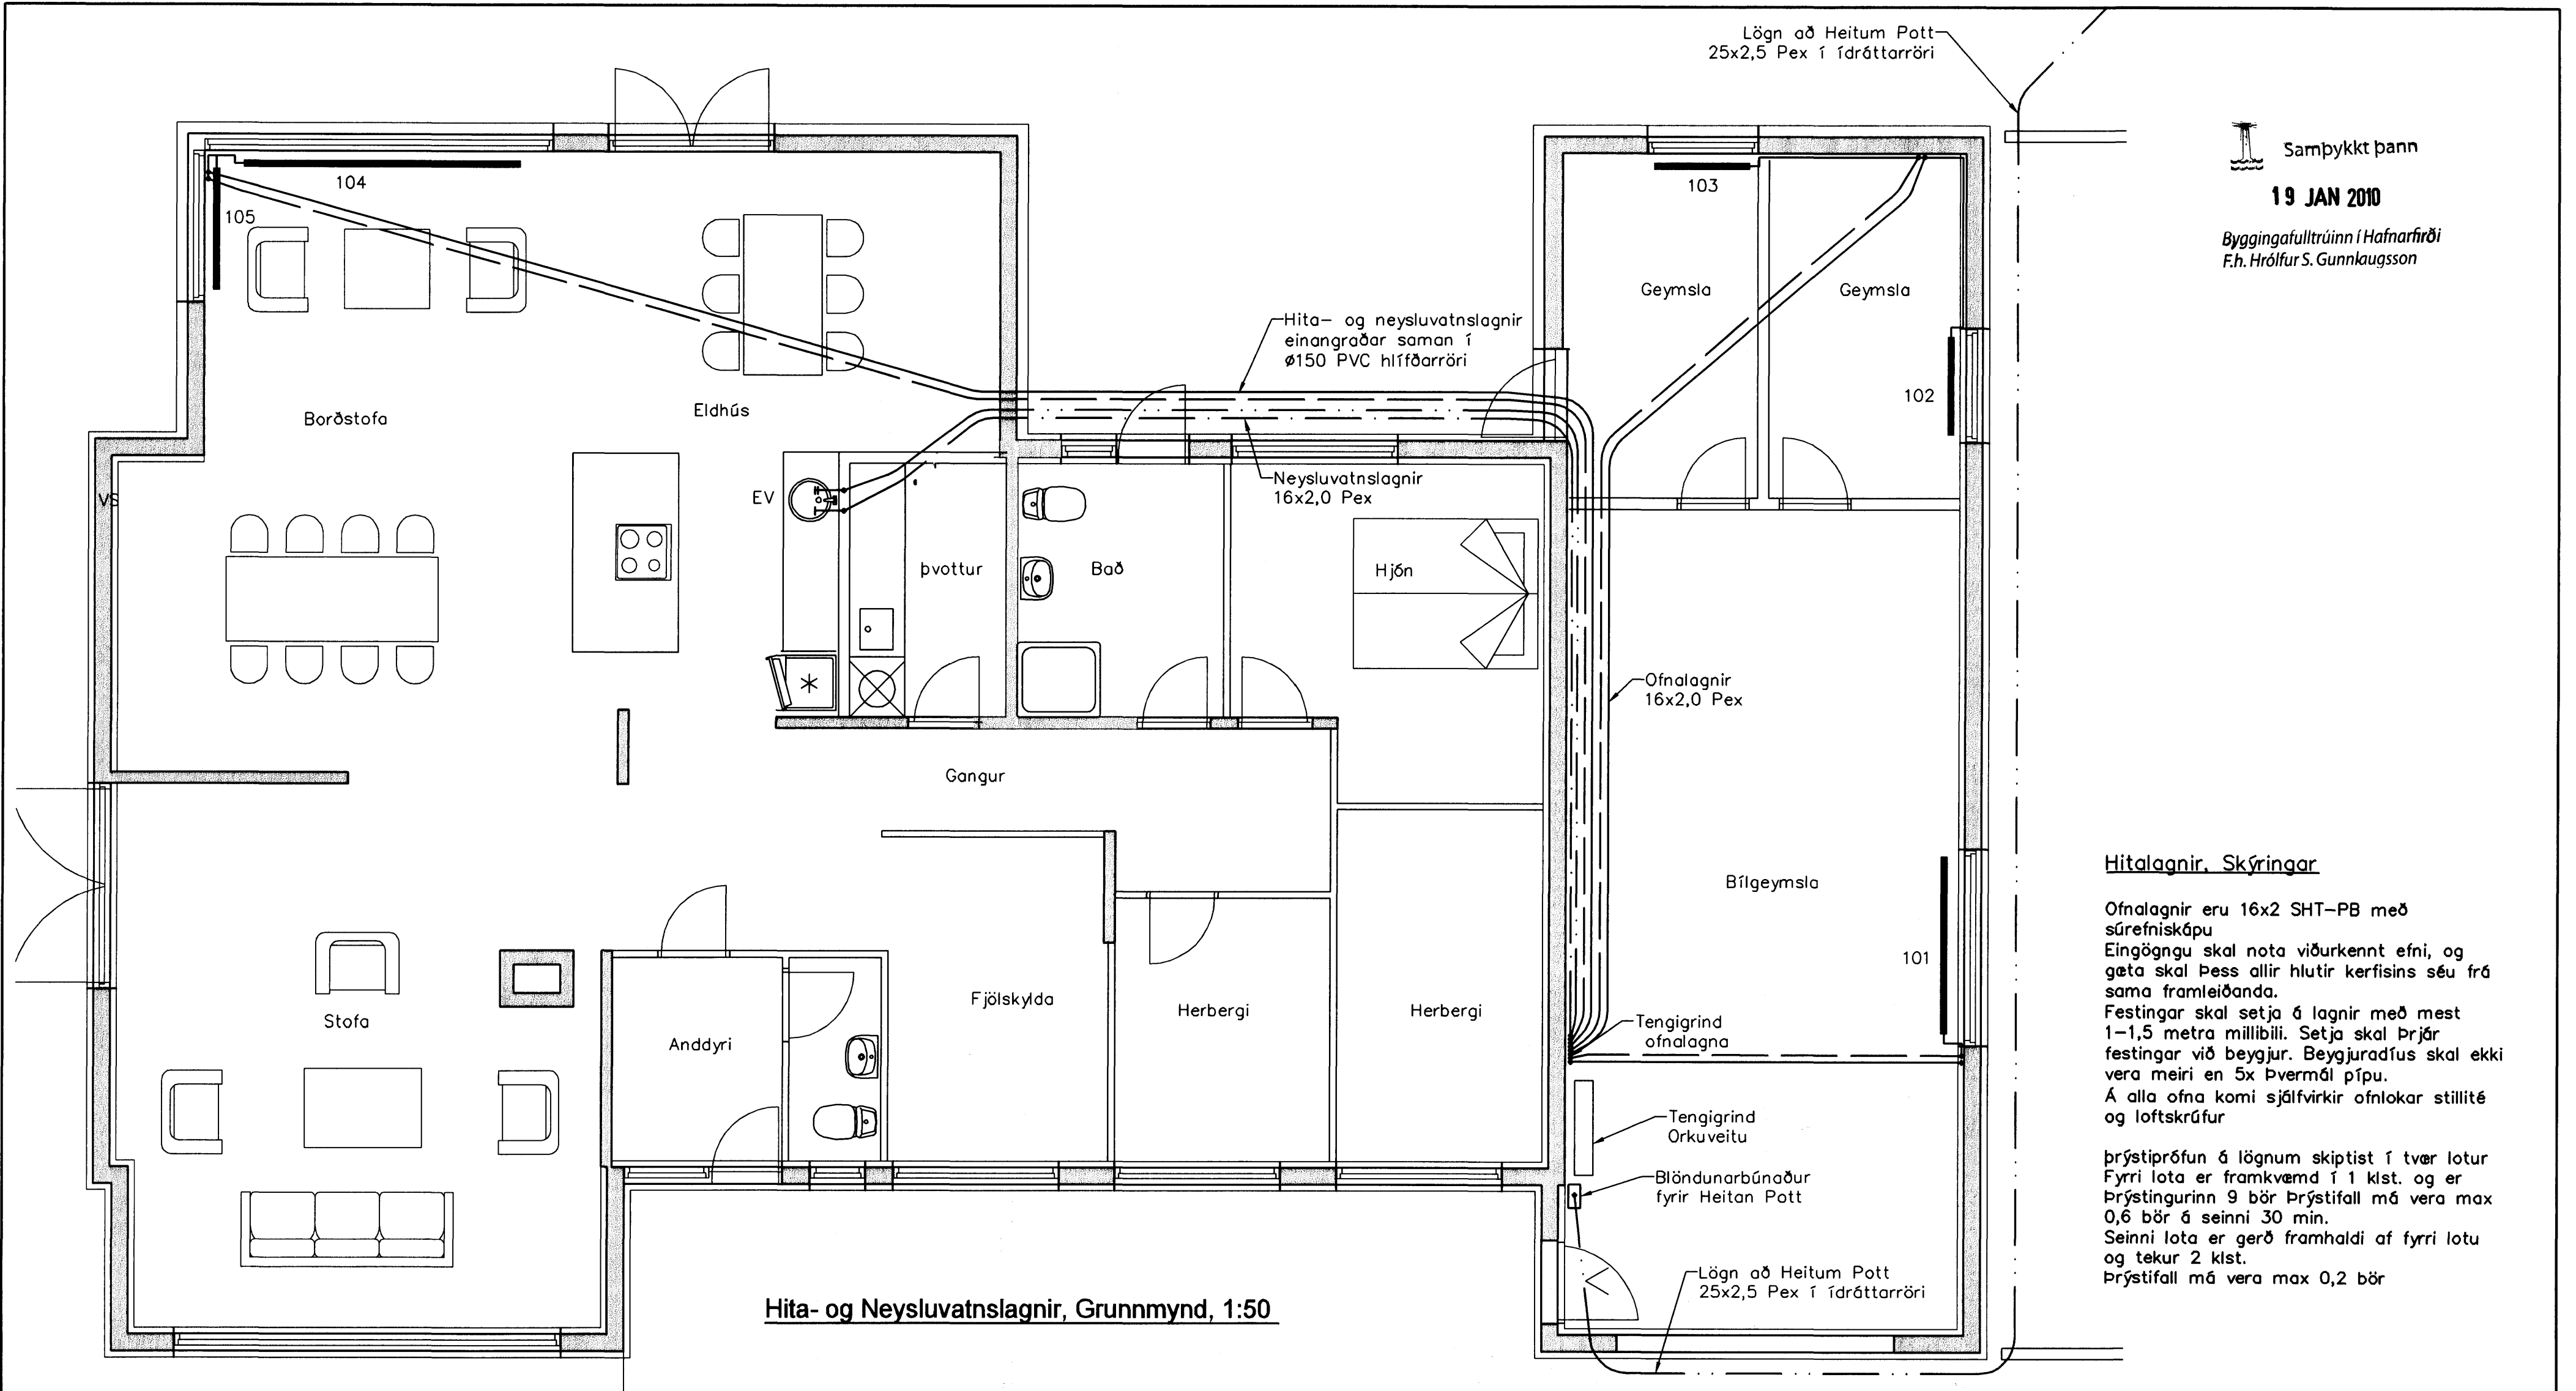 Lögn að Heitum Pott
25x2,5 Pex í ídráttarröri
Samþykkt þann
19 JAN 2010
Byggingafulltrúinn í Hafnarfirði
F.h. Hrólfur S. Gunnlaugsson
104
105
103
Geymsla
Geymsla
Hita- og neysluvatnslagnir
einangraðar saman í
ø150 PVC hlífðarröri
102
Borðstofa
Eldhús
VS
EV
Neysluvatnslagnir
16x2,0 Pex
Þvottur
Bað
Hjón
Ofnalagnir
16x2,0 Pex
Gangur
Bílgeymsla
101
Hitalagnir, Skýringar
Ofnalagnir eru 16x2 SHT-PB með
súrefniskápu
Eingögngu skal nota viðurkennt efni, og
gæta skal Þess allir hlutir kerfisins séu frá
sama framleiðanda.
Festingar skal setja á lagnir með mest
1-1,5 metra millibili. Setja skal Þrjár
festingar við beygjur. Beygjuradíus skal ekki
vera meiri en 5x Þvermál pípu.
Á alla ofna komi sjálfvirkir ofnlokar stillité
og loftskrúfur
Þrýstiprófun á lögnum skiptist í tvær lotur
Fyrri lota er framkvæmd í 1 klst. og er
Þrýstingurinn 9 bör Þrýstifall má vera max
0,6 bör á seinni 30 min.
Seinni lota er gerð framhaldi af fyrri lotu
og tekur 2 klst.
Þrýstifall má vera max 0,2 bör
Stofa
Anddyri
Fjölskylda
Herbergi
Herbergi
Tengigrind
ofnalagna
Tengigrind
Orkuveitu
Blöndunarbúnaður
fyrir Heitan Pott
Lögn að Heitum Pott
25x2,5 Pex í ídráttarröri
Hita- og Neysluvatnslagnir, Grunnmynd, 1:50